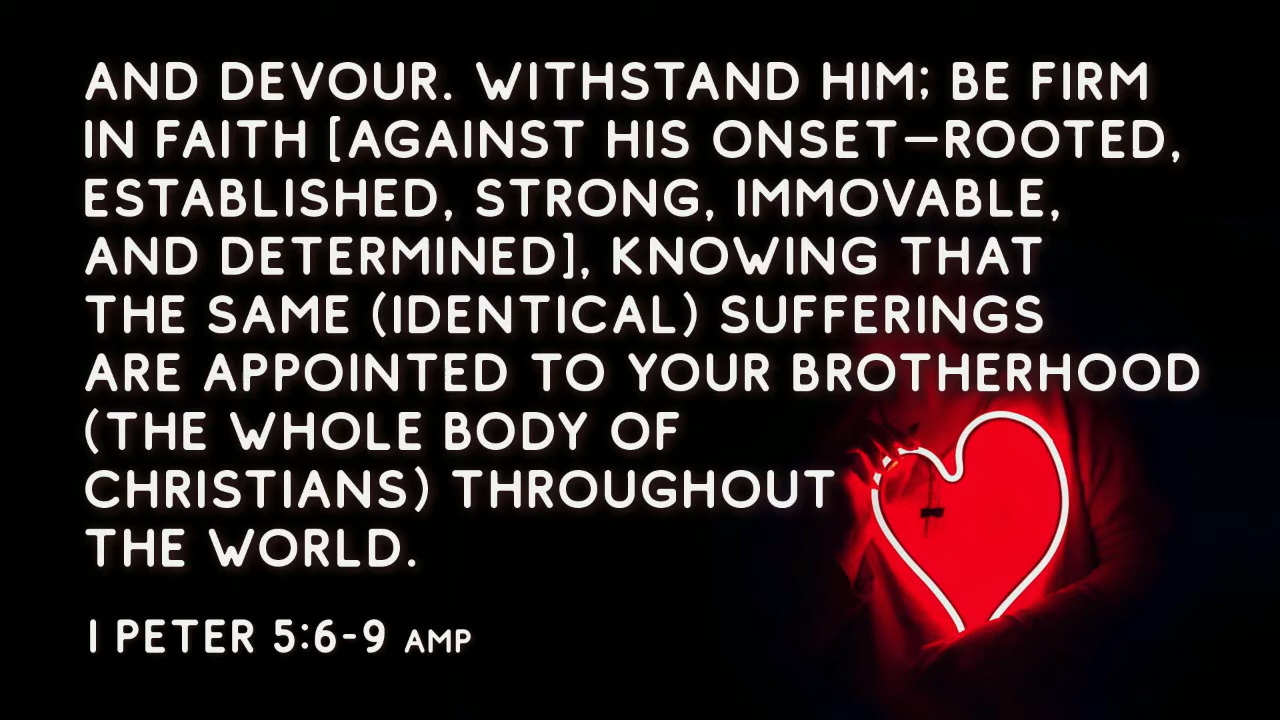 AND DEVOUR. WITHSTAND HIM; BE FIRM
IN FAITH [AGAINST HIS ONSET—ROOTED,
ESTABLISHED, STRONG, IMMOVABLE,
AND DETERMINED], KNOWING THAT
THE SAME (IDENTICAL) SUFFERINGS
ARE APPOINTED TO YOUR BROTHERHOOD
(THE WHOLE BODY OF
CHRISTIANS) THROUGHOUT
THE WORLD.
1 PETER 5:6-9 AMP